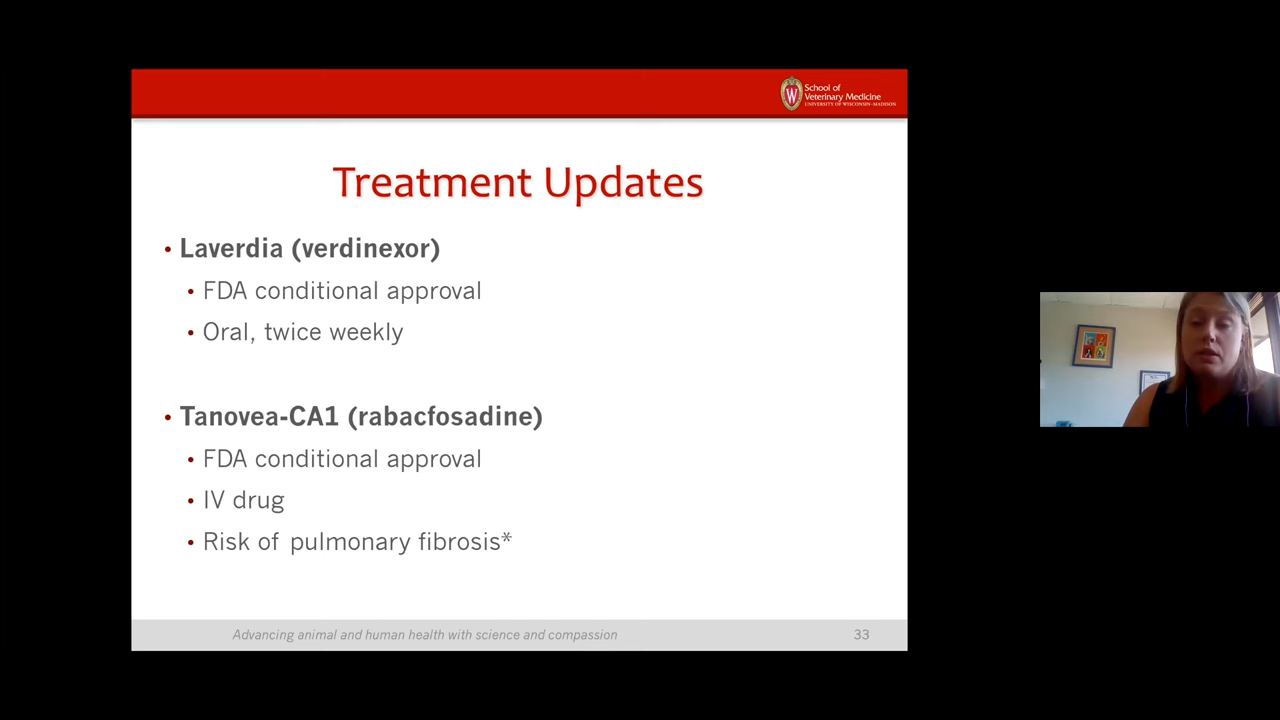 School of
Veterinary Medicine
UNIVERSITY OF WISCONSIN–MADISON
Treatment Updates
• Laverdia (verdinexor)
• FDA conditional approval
• Oral, twice weekly
• Tanovea-CA1 (rabacfosadine)
• FDA conditional approval
• IV drug
• Risk of pulmonary fibrosis*
Advancing animal and human health with science and compassion
33